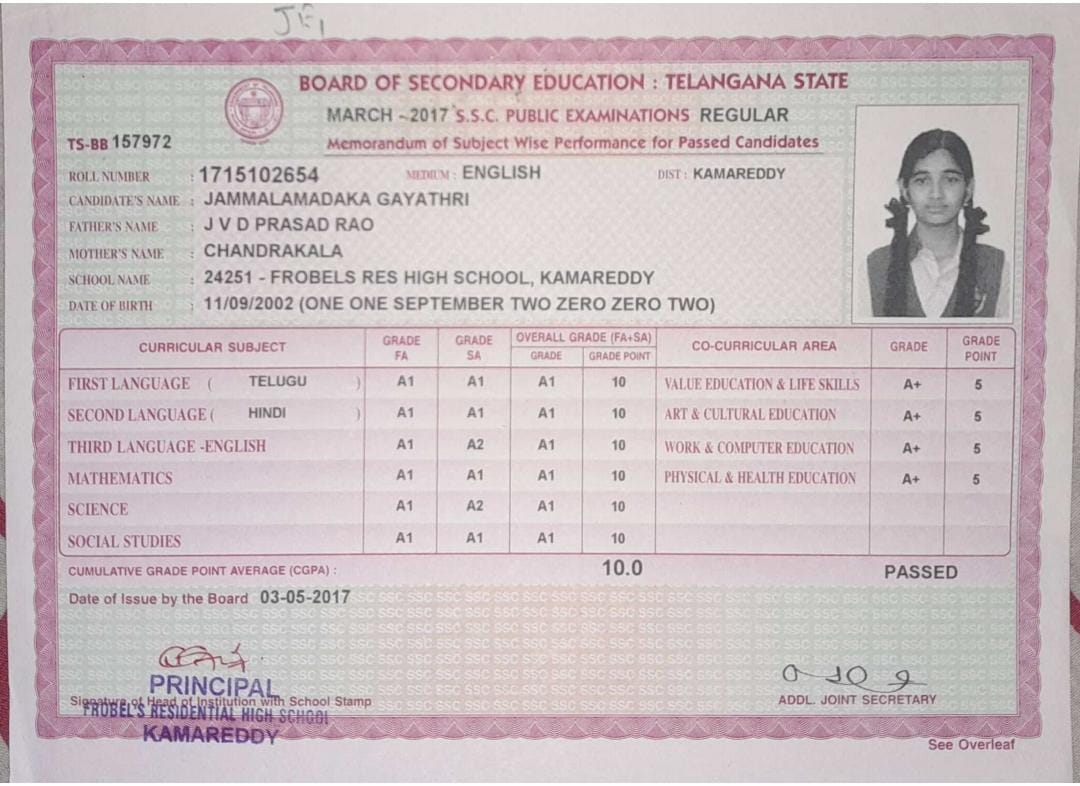 BOARD OF SECONDARY EDUCATION : TELANGANA STATE
MARCH -2017 S.S.C. PUBLIC EXAMINATIONS REGULAR
TS-BB 157972
Memorandum of Subject Wise Performance for Passed Candidates
ROLL NUMBER : 1715102654 MEDIUM : ENGLISH DIST : KAMAREDDY
CANDIDATE'S NAME : JAMMALAMADAKA GAYATHRI
FATHER'S NAME : J V D PRASAD RAO
MOTHER'S NAME : CHANDRAKALA
SCHOOL NAME : 24251 - FROBELS RES HIGH SCHOOL, KAMAREDDY
DATE OF BIRTH : 11/09/2002 (ONE ONE SEPTEMBER TWO ZERO ZERO TWO)
CURRICULAR SUBJECT GRADE FA GRADE SA OVERALL GRADE (FA+SA) GRADE GRADE POINT CO-CURRICULAR AREA GRADE GRADE POINT
FIRST LANGUAGE ( TELUGU ) A1 A1 A1 10 VALUE EDUCATION & LIFE SKILLS A+ 5
SECOND LANGUAGE ( HINDI ) A1 A1 A1 10 ART & CULTURAL EDUCATION A+ 5
THIRD LANGUAGE -ENGLISH A1 A2 A1 10 WORK & COMPUTER EDUCATION A+ 5
MATHEMATICS A1 A1 A1 10 PHYSICAL & HEALTH EDUCATION A+ 5
SCIENCE A1 A2 A1 10
SOCIAL STUDIES A1 A1 A1 10
CUMULATIVE GRADE POINT AVERAGE (CGPA) : 10.0 PASSED
Date of Issue by the Board 03-05-2017
PRINCIPAL
Signature of Head of Institution with School Stamp
FROBEL'S RESIDENTIAL HIGH SCHOOL
KAMAREDDY
ADDL. JOINT SECRETARY
See Overleaf